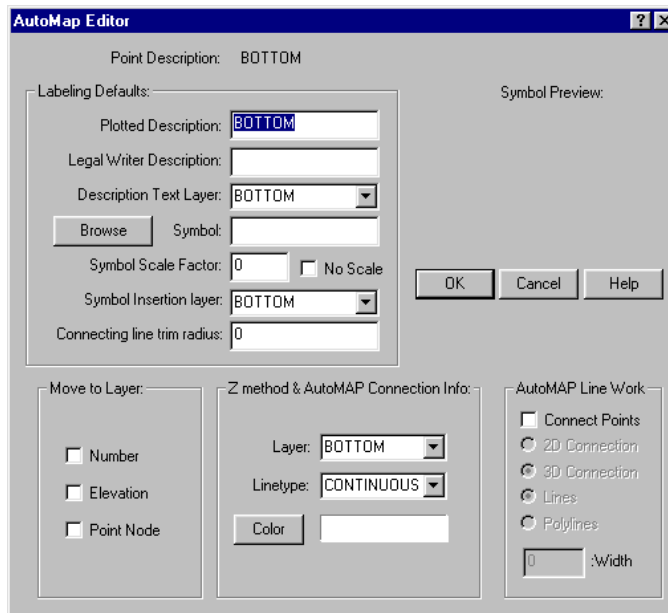 AutoMap Editor
Point Description: BOTTOM
Labeling Defaults:
Symbol Preview:
Plotted Description: BOTTOM
Legal Writer Description:
Description Text Layer: BOTTOM
Browse Symbol:
Symbol Scale Factor: 0 No Scale
OK Cancel Help
Symbol Insertion layer: BOTTOM
Connecting line trim radius: 0
Move to Layer:
Number
Elevation
Point Node
Z method & AutoMAP Connection Info:
Layer: BOTTOM
Linetype: CONTINUOUS
Color
AutoMAP Line Work
Connect Points
2D Connection
3D Connection
Lines
Polylines
0 :Width